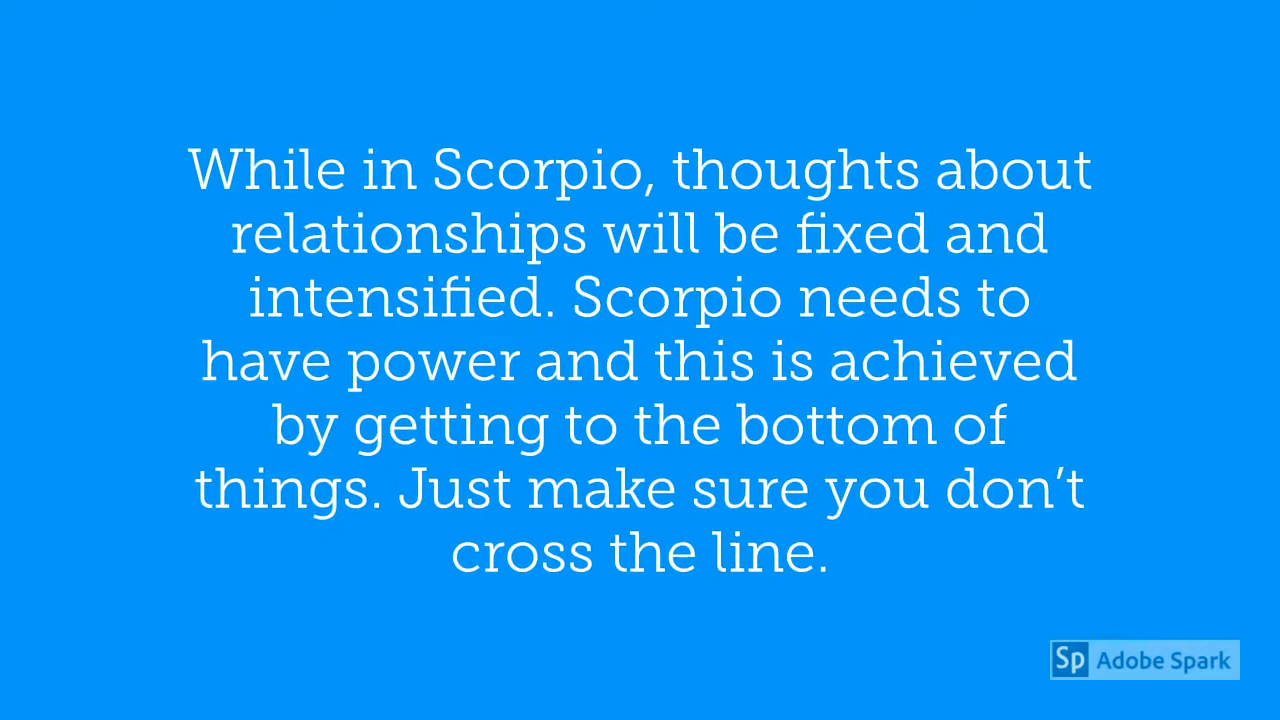 While in Scorpio, thoughts about
relationships will be fixed and
intensified. Scorpio needs to
have power and this is achieved
by getting to the bottom of
things. Just make sure you don’t
cross the line.
Sp Adobe Spark